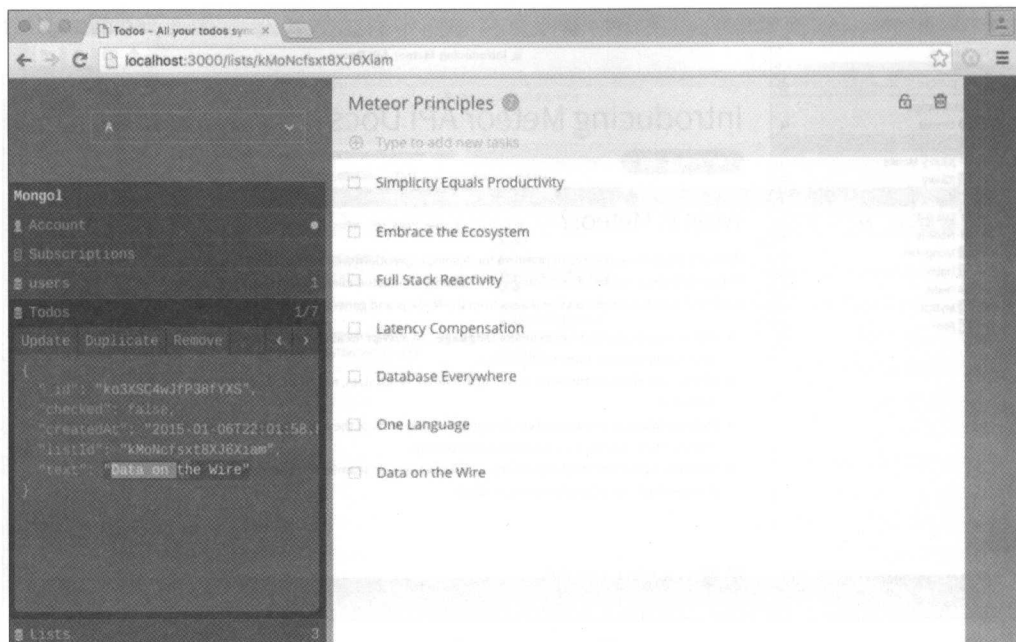 Todos - All your todos sync
localhost:3000/lists/kMoNcfsxt8XJ6Xiam
A
Mongol
Account
Subscriptions
users 1
Todos 1/7
Update Duplicate Remove < >
{
"_id": "ko3XSC4wJfP38fYXS",
"checked": false,
"createdAt": "2015-01-06T22:01:58.
"listId": "kMoNcfsxt8XJ6Xiam",
"text": "Data on the Wire"
}
Lists 3
Meteor Principles 7
Type to add new tasks
Simplicity Equals Productivity
Embrace the Ecosystem
Full Stack Reactivity
Latency Compensation
Database Everywhere
One Language
Data on the Wire